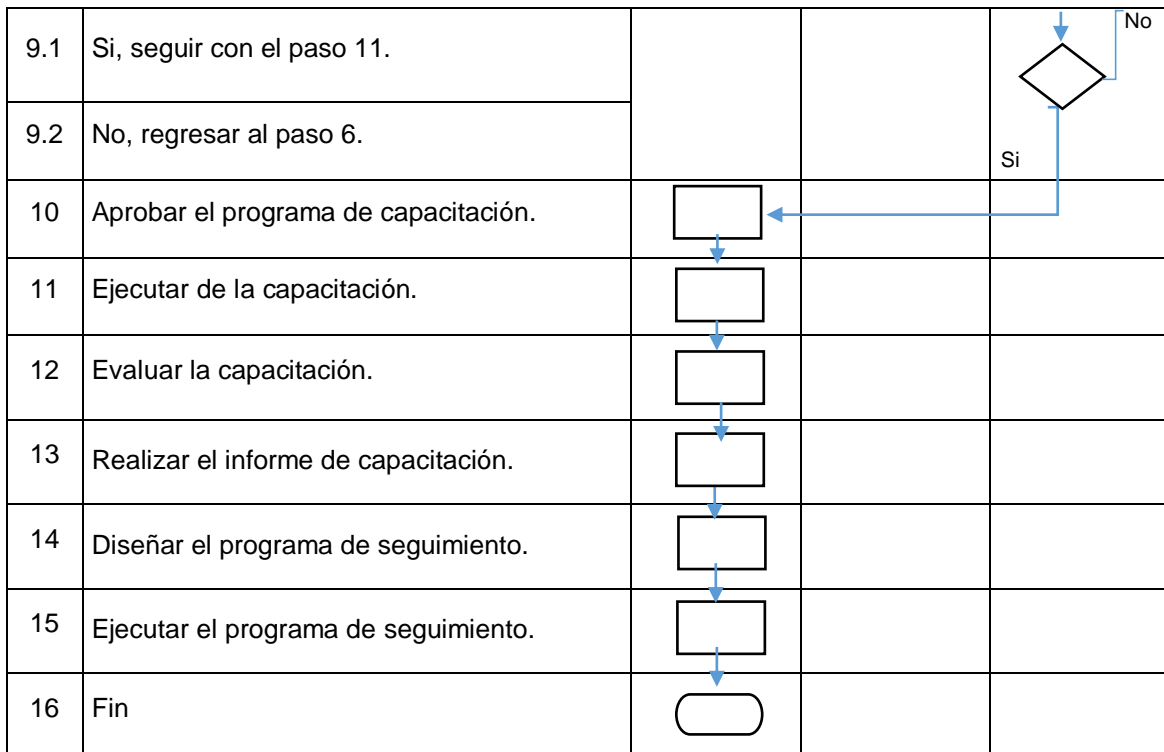 9.1 Si, seguir con el paso 11.
No
9.2 No, regresar al paso 6.
Si
10 Aprobar el programa de capacitación.
11 Ejecutar de la capacitación.
12 Evaluar la capacitación.
13 Realizar el informe de capacitación.
14 Diseñar el programa de seguimiento.
15 Ejecutar el programa de seguimiento.
16 Fin